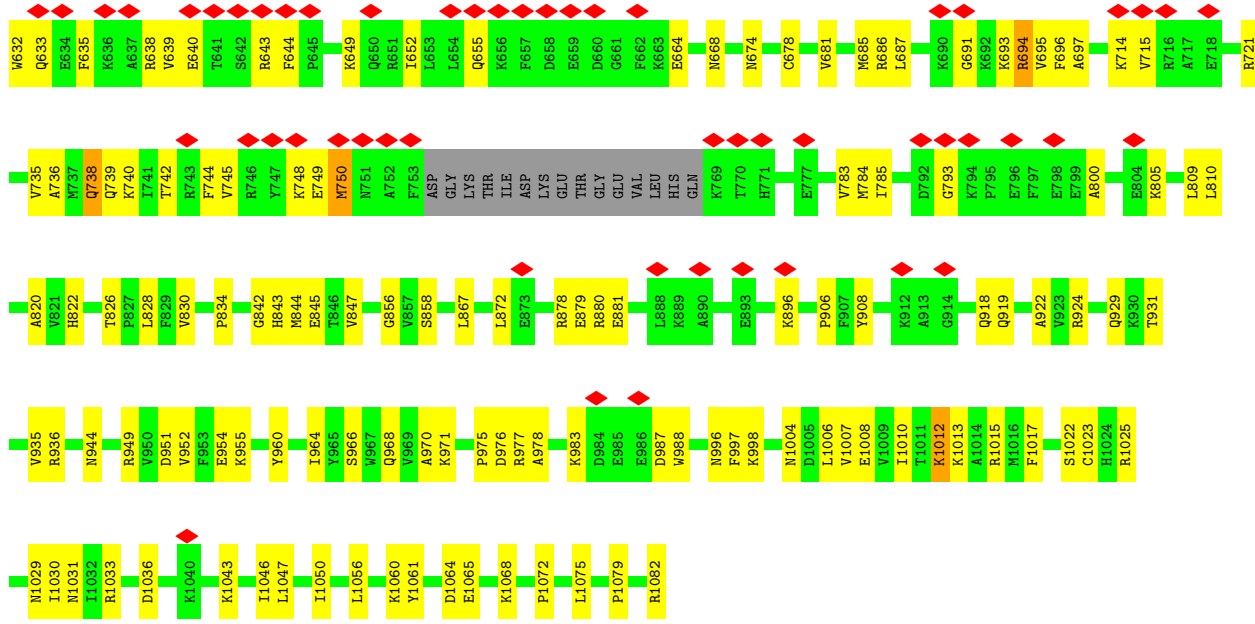 W632 Q633 E634 F635 K636 A637 R638 V639 E640 T641 S642 R643 F644 P645 K649 Q650 R651 I652 L653 L654 Q655 K656 F657 D658 E659 D660 G661 F662 K663 E664 N668 N674 C678 V681 M685 R686 L687 K690 G691 K692 K693 R694 V695 F696 A697 K714 V715 R716 A717 E718 R721
V735 A736 M737 Q738 Q739 K740 I741 T742 R743 F744 V745 R746 Y747 K748 E749 M750 N751 A752 F753 ASP GLY LYS THR ILE ASP LYS GLU THR GLY GLU VAL LEU HIS GLN K769 T770 H771 E777 V783 M784 I785 D792 G793 K794 P795 E796 F797 E798 E799 A800 E804 K805 L809 L810
A820 V821 H822 T826 P827 L828 F829 V830 P834 G842 H843 M844 E845 T846 V847 G856 V857 S858 L867 L872 E873 R878 E879 R880 E881 L888 K889 A890 E893 K896 P906 F907 Y908 K912 A913 G914 Q918 Q919 A922 V923 R924 Q929 K930 T931
V935 R936 N944 R949 V950 D951 V952 F953 E954 K955 Y960 I964 Y965 S966 W967 Q968 V969 A970 K971 P975 D976 R977 A978 K983 D984 E985 E986 D987 W988 N996 F997 K998 N1004 D1005 L1006 V1007 E1008 V1009 I1010 T1011 K1012 K1013 A1014 R1015 M1016 F1017 S1022 C1023 H1024 R1025
N1029 I1030 N1031 I1032 R1033 D1036 K1040 K1043 I1046 L1047 I1050 L1056 K1060 Y1061 D1064 E1065 K1068 P1072 L1075 P1079 R1082